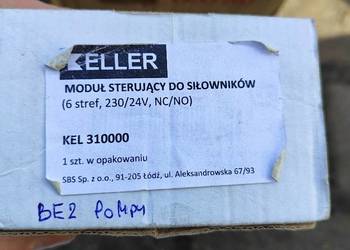 KELLER
MODUŁ STERUJĄCY DO SIŁOWNIKÓW
(6 stref, 230/24V, NC/NO)
KEL 310000
1 szt. w opakowaniu
SBS Sp. z o.o., 91-205 Łódź, ul. Aleksandrowska 67/93
BEZ POMPY